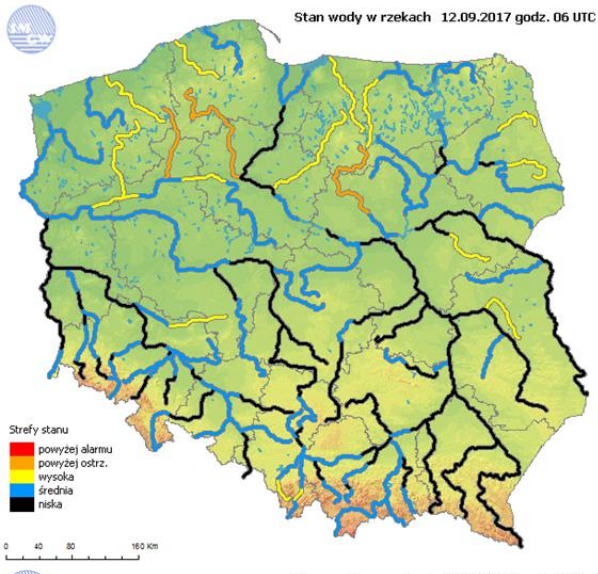 Stan wody w rzekach 12.09.2017 godz. 06 UTC
Strefy stanu
powyżej alarmu
powyżej ostrz.
wysoka
średnia
niska
0 40 80 160 Km